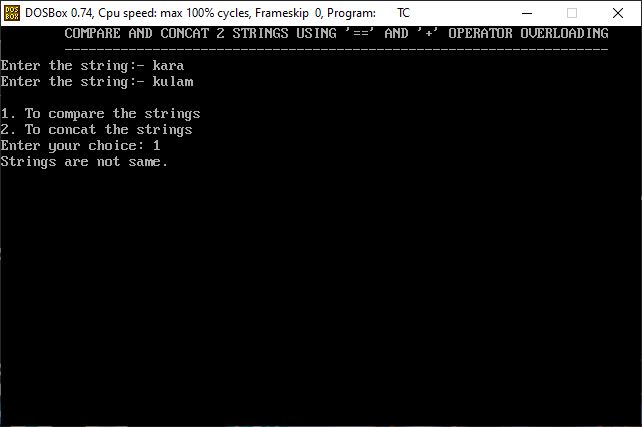 DOSBox 0.74, Cpu speed: max 100% cycles, Frameskip 0, Program: TC
COMPARE AND CONCAT 2 STRINGS USING '==' AND '+' OPERATOR OVERLOADING
--------------------------------------------------------------------
Enter the string:- kara
Enter the string:- kulam
1. To compare the strings
2. To concat the strings
Enter your choice: 1
Strings are not same.